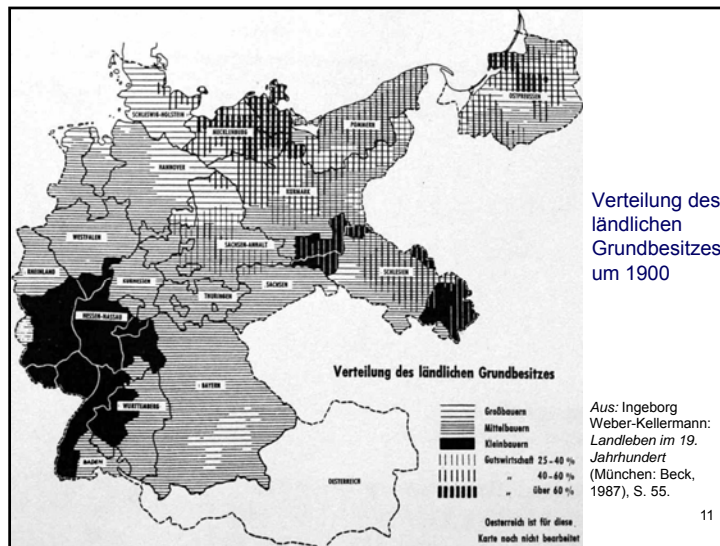 SCHLESWIG-HOLSTEIN
MECKLENBURG
POMMERN
OSTPREUSSEN
HANNOVER
KURMARK
WESTFALEN
SACHSEN-ANHALT
RHEINLAND
KURHESSEN
THÜRINGEN
SACHSEN
SCHLESIEN
HESSEN-NASSAU
BAYERN
WÜRTTEMBERG
BADEN
OESTERREICH
Verteilung des ländlichen Grundbesitzes
Großbauern
Mittelbauern
Kleinbauern
Gutswirtschaft 25-40 %
„ 40-60 %
„ über 60 %
Oesterreich ist für diese
Karte noch nicht bearbeitet
Verteilung des
ländlichen
Grundbesitzes
um 1900
Aus: Ingeborg
Weber-Kellermann:
Landleben im 19.
Jahrhundert
(München: Beck,
1987), S. 55.
11